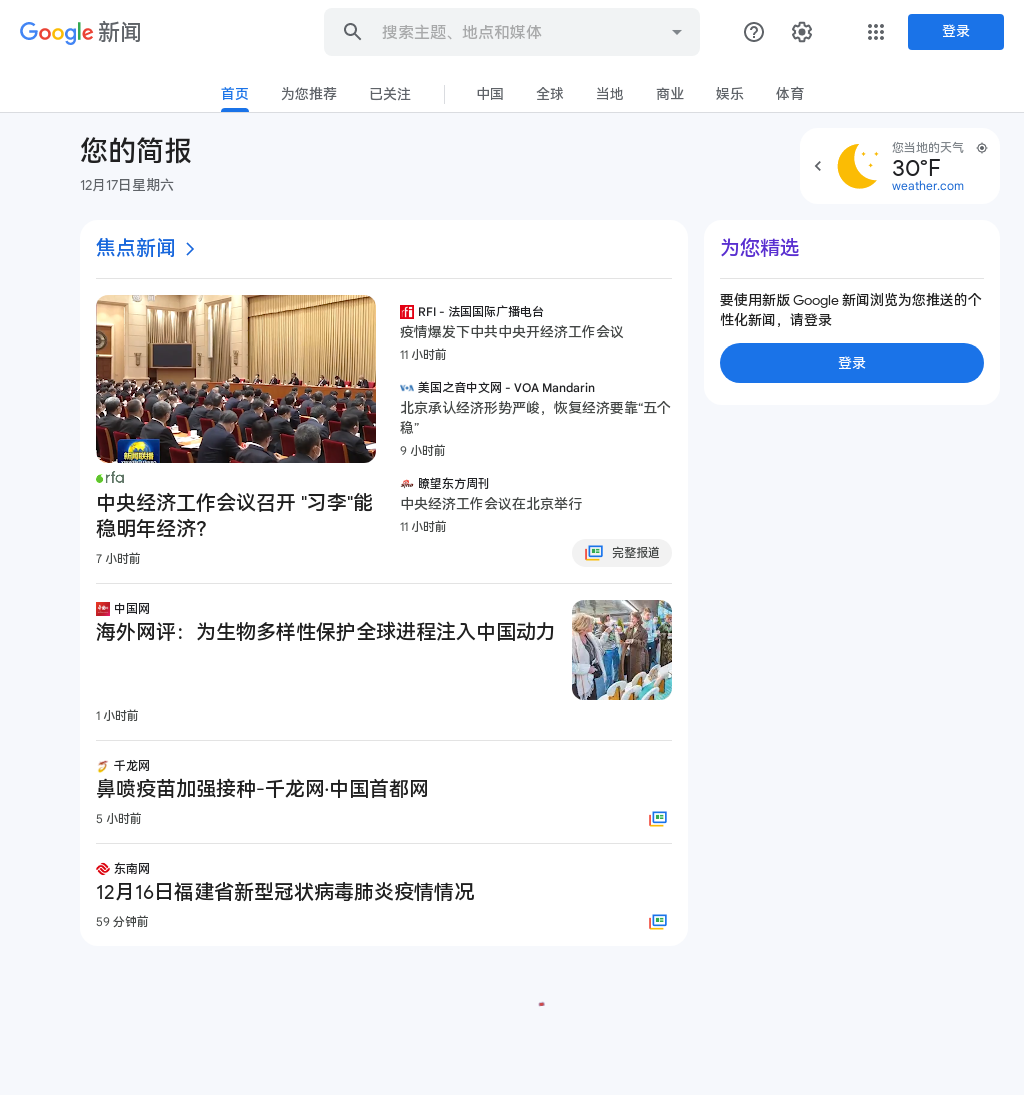 Google 新闻
搜索主题、地点和媒体
登录
首页
为您推荐
已关注
中国
全球
当地
商业
娱乐
体育
您的简报
12月17日星期六
您当地的天气
30°F
weather.com
焦点新闻
新闻联播
rfa
中央经济工作会议召开 "习李"能
稳明年经济?
7 小时前
RFI - 法国国际广播电台
疫情爆发下中共中央开经济工作会议
11 小时前
美国之音中文网 - VOA Mandarin
北京承认经济形势严峻，恢复经济要靠“五个
稳”
9 小时前
瞭望东方周刊
中央经济工作会议在北京举行
11 小时前
完整报道
中国网
海外网评：为生物多样性保护全球进程注入中国动力
1 小时前
千龙网
鼻喷疫苗加强接种-千龙网·中国首都网
5 小时前
东南网
12月16日福建省新型冠状病毒肺炎疫情情况
59 分钟前
为您精选
要使用新版 Google 新闻浏览为您推送的个
性化新闻，请登录
登录